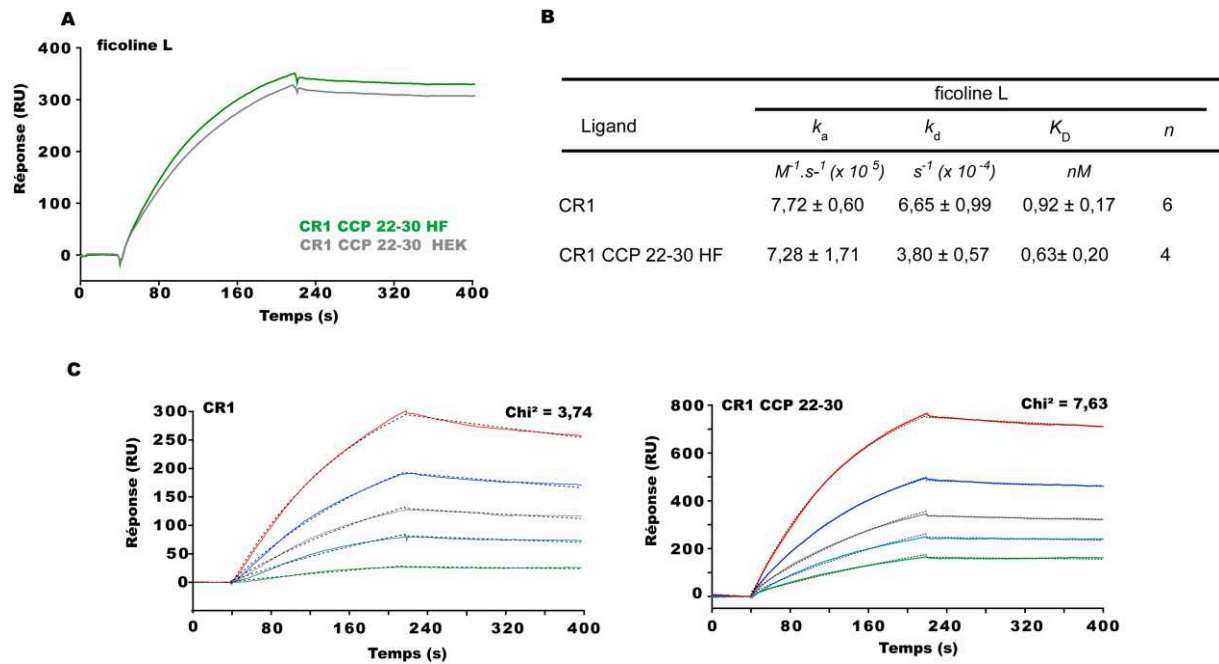 A
ficoline L
Réponse (RU)
400
300
200
100
0
0 80 160 240 320 400
Temps (s)
CR1 CCP 22-30 HF
CR1 CCP 22-30 HEK
B
ficoline L
Ligand ka kd KD n
M-1.s-1 (x 10 5) s-1 (x 10-4) nM
CR1 7,72 ± 0,60 6,65 ± 0,99 0,92 ± 0,17 6
CR1 CCP 22-30 HF 7,28 ± 1,71 3,80 ± 0,57 0,63± 0,20 4
C
CR1
Chi² = 3,74
Réponse (RU)
300
250
200
150
100
50
0
0 80 160 240 320 400
Temps (s)
CR1 CCP 22-30
Chi² = 7,63
Réponse (RU)
800
600
400
200
0
0 80 160 240 320 400
Temps (s)